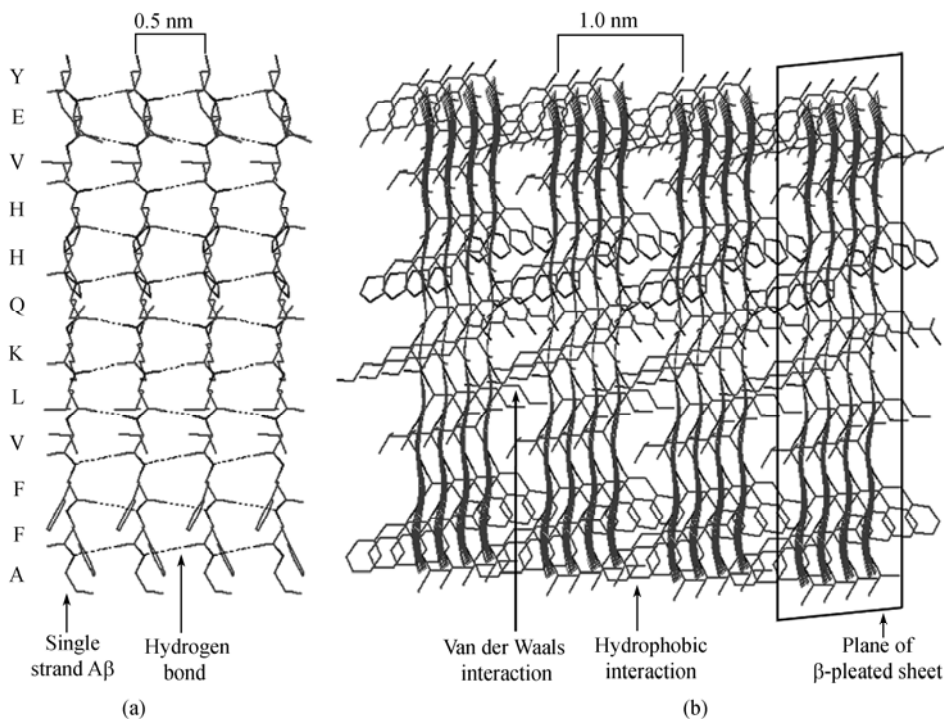 0.5 nm
1.0 nm
Y
E
V
H
H
Q
K
L
V
F
F
A
Single
strand Aβ
Hydrogen
bond
Van der Waals
interaction
Hydrophobic
interaction
Plane of
β-pleated sheet
(a)
(b)